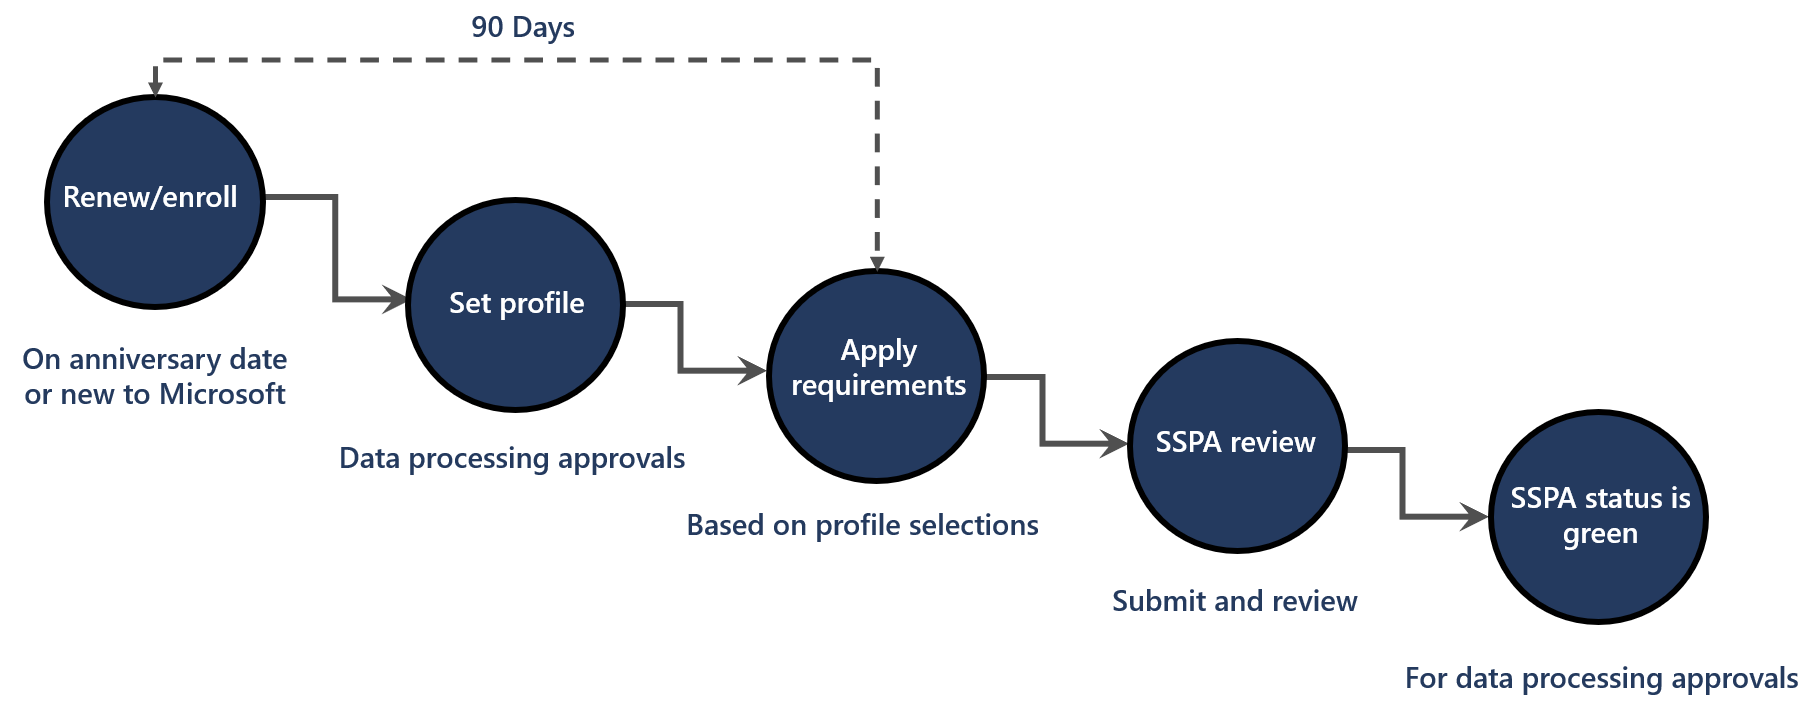 90 Days
Renew/enroll
On anniversary date
or new to Microsoft
Set profile
Data processing approvals
Apply
requirements
Based on profile selections
SSPA review
Submit and review
SSPA status is
green
For data processing approvals